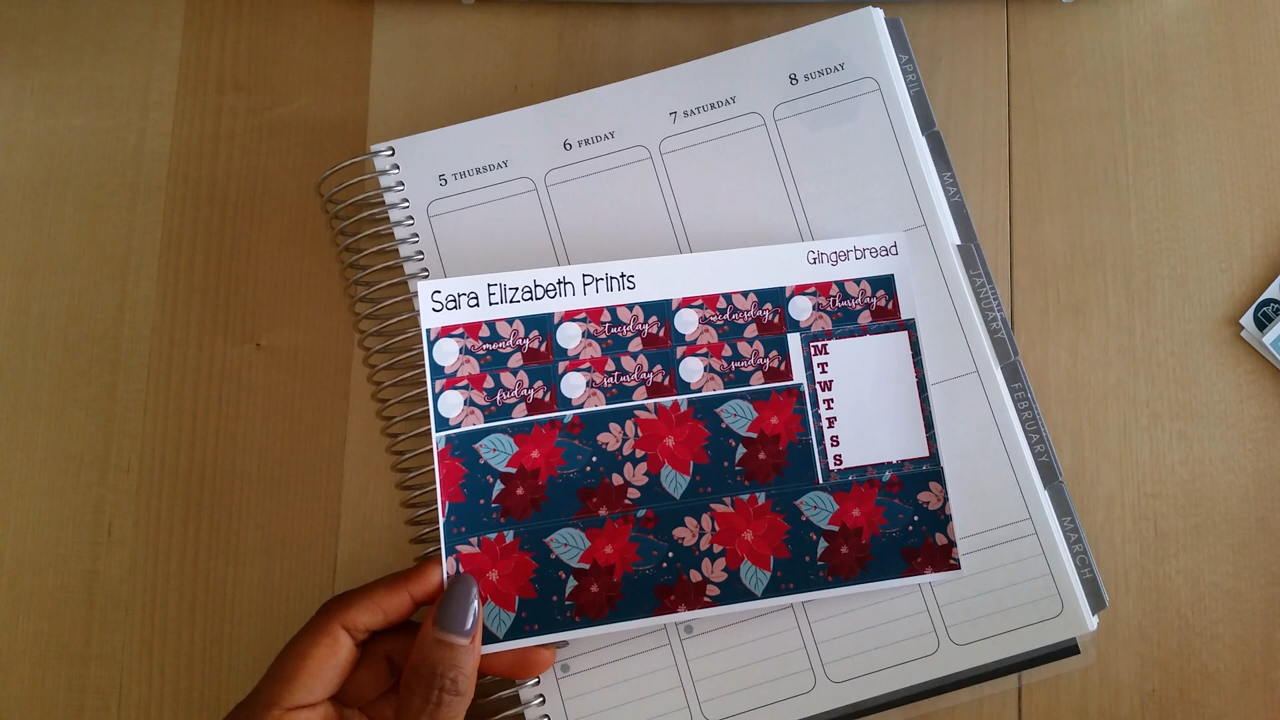 8 SUNDAY
7 SATURDAY
6 FRIDAY
5 THURSDAY
APRIL
MAY
JANUARY
FEBRUARY
MARCH
Gingerbread
Sara Elizabeth Prints
monday
tuesday
wednesday
thursday
friday
saturday
sunday
M
T
W
T
F
S
S